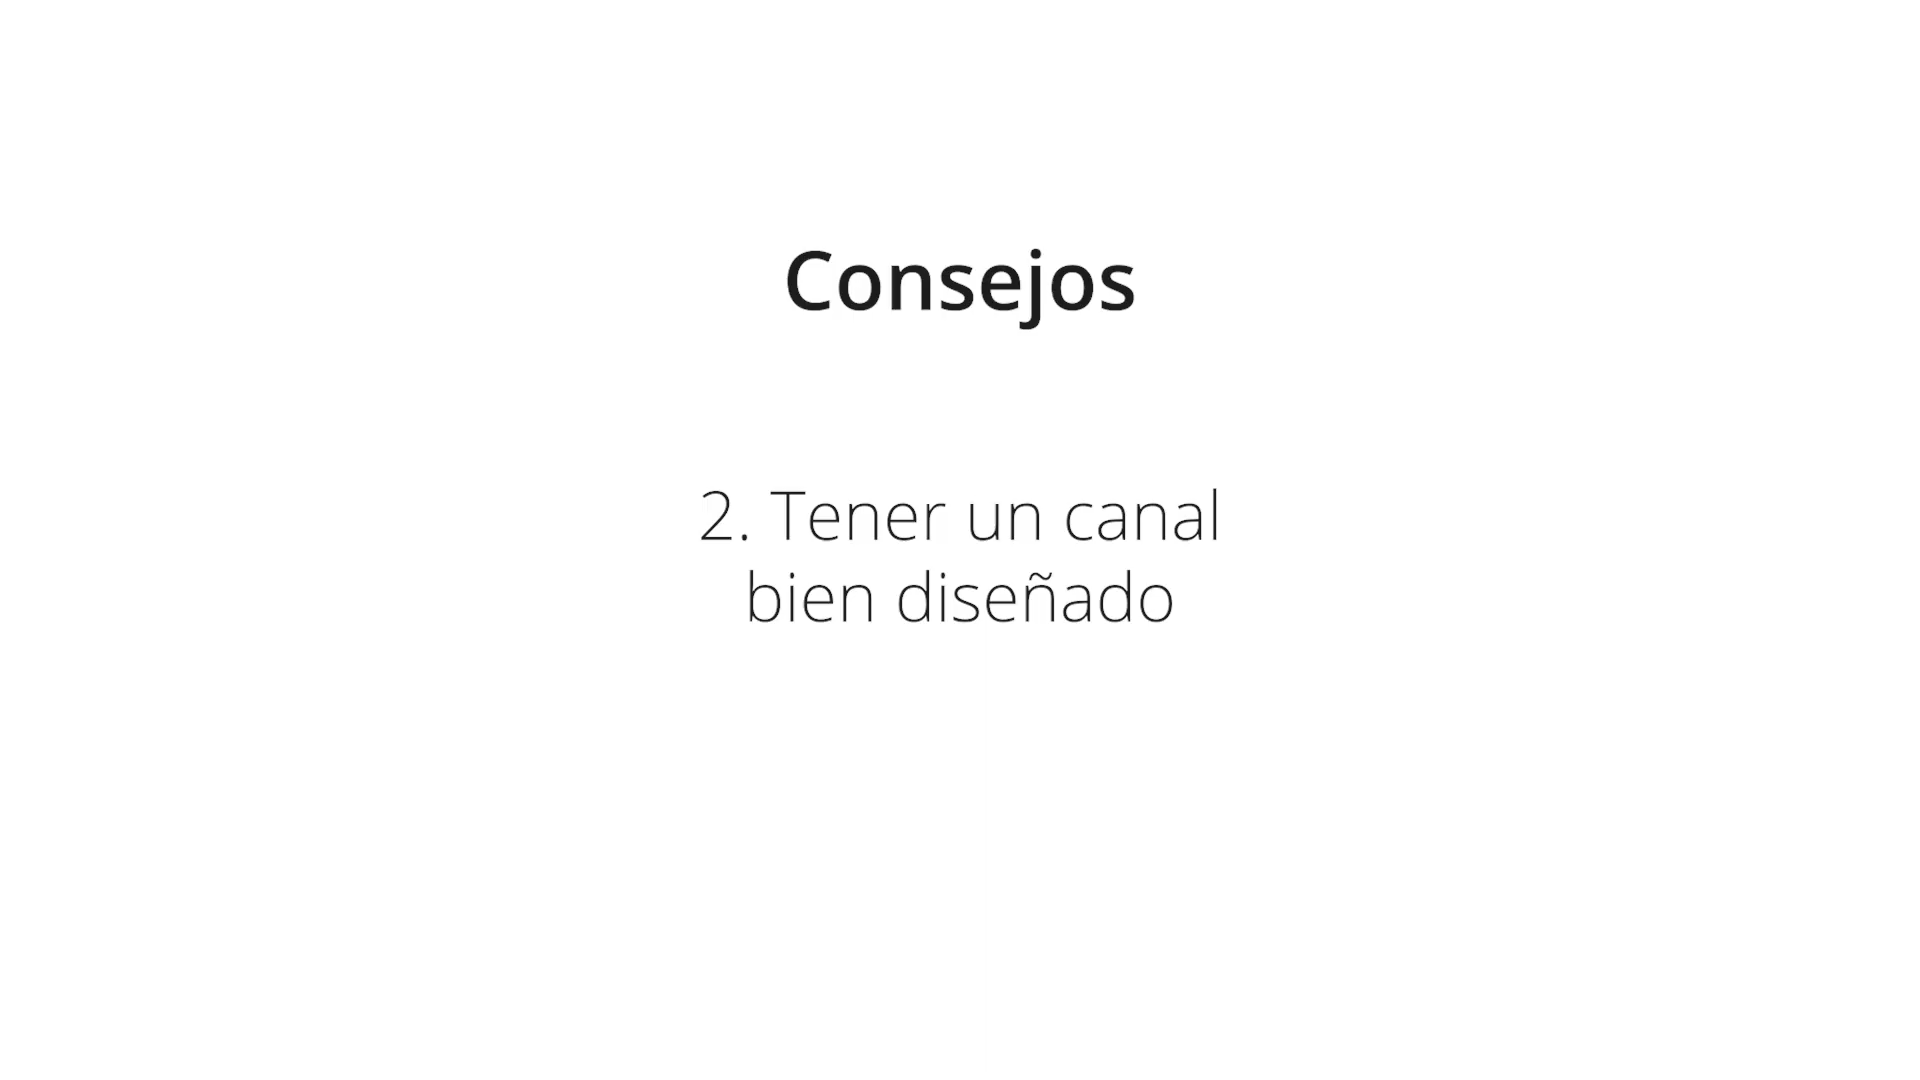 Consejos
2. Tener un canal
bien diseñado